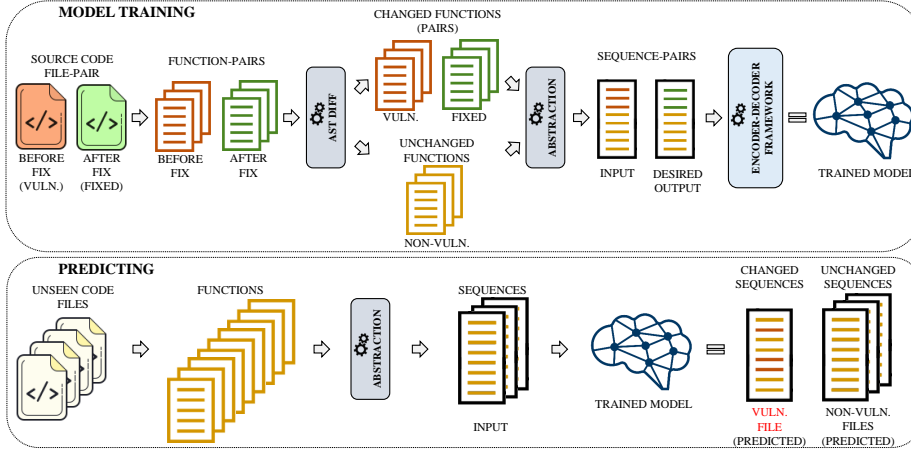 MODEL TRAINING
SOURCE CODE
FILE-PAIR
</>
</>
BEFORE
FIX
(VULN.)
AFTER
FIX
(FIXED)
FUNCTION-PAIRS
BEFORE
FIX
AFTER
FIX
AST DIFF
CHANGED FUNCTIONS
(PAIRS)
VULN.
FIXED
UNCHANGED
FUNCTIONS
NON-VULN.
ABSTRACTION
SEQUENCE-PAIRS
INPUT
DESIRED
OUTPUT
ENCODER-DECODER
FRAMEWORK
TRAINED MODEL
PREDICTING
UNSEEN CODE
FILES
</>
FUNCTIONS
ABSTRACTION
SEQUENCES
INPUT
TRAINED MODEL
CHANGED
SEQUENCES
VULN.
FILE
(PREDICTED)
UNCHANGED
SEQUENCES
NON-VULN.
FILES
(PREDICTED)